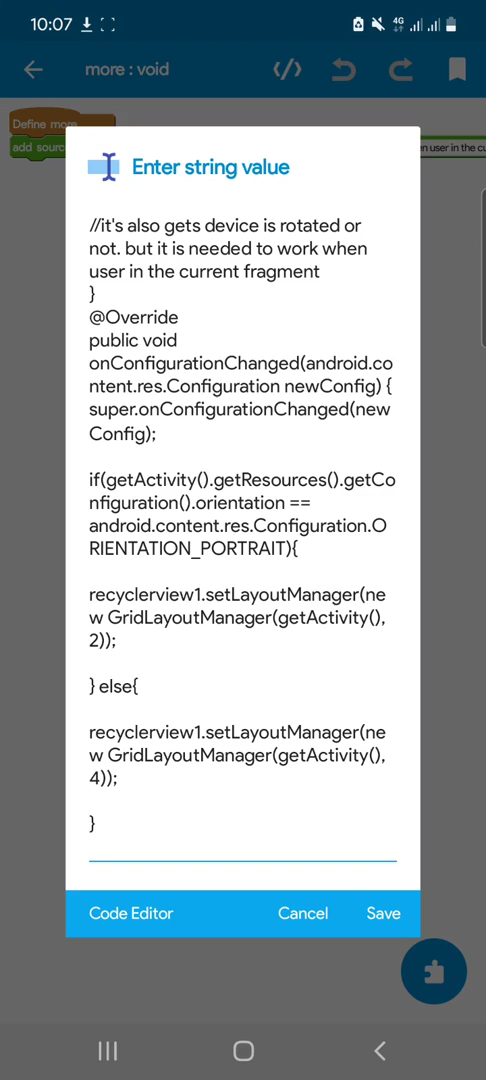 10:07
4G
more : void
Define more
add sourc
n user in the cu
Enter string value
//it's also gets device is rotated or
not. but it is needed to work when
user in the current fragment
}
@Override
public void
onConfigurationChanged(android.co
ntent.res.Configuration newConfig) {
super.onConfigurationChanged(new
Config);
if(getActivity().getResources().getCo
nfiguration().orientation ==
android.content.res.Configuration.O
RIENTATION_PORTRAIT){
recyclerview1.setLayoutManager(ne
w GridLayoutManager(getActivity(),
2));
} else{
recyclerview1.setLayoutManager(ne
w GridLayoutManager(getActivity(),
4));
}
Code Editor
Cancel
Save